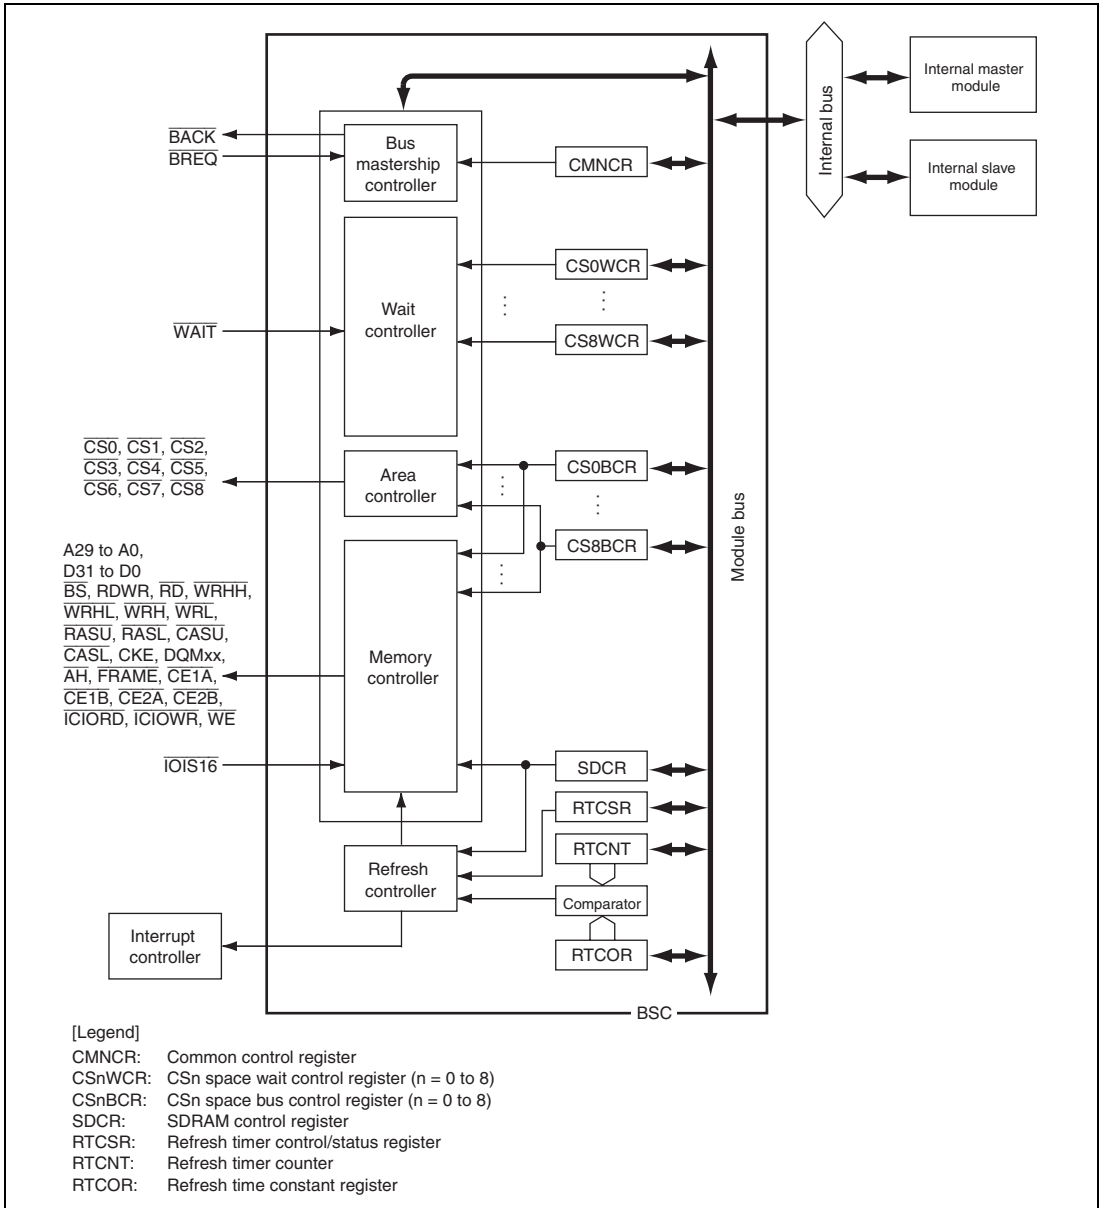 Internal bus
Internal master
module
Internal slave
module
BACK
BREQ
Bus
mastership
controller
CMNCR
CS0WCR
Wait
controller
WAIT
CS8WCR
CS0, CS1, CS2,
CS3, CS4, CS5,
CS6, CS7, CS8
Area
controller
CS0BCR
CS8BCR
Module bus
A29 to A0,
D31 to D0
BS, RDWR, RD, WRHH,
WRHL, WRH, WRL,
RASU, RASL, CASU,
CASL, CKE, DQMxx,
AH, FRAME, CE1A,
CE1B, CE2A, CE2B,
ICIORD, ICIOWR, WE
Memory
controller
IOIS16
SDCR
RTCSR
RTCNT
Refresh
controller
Comparator
RTCOR
Interrupt
controller
BSC
[Legend]
CMNCR: Common control register
CSnWCR: CSn space wait control register (n = 0 to 8)
CSnBCR: CSn space bus control register (n = 0 to 8)
SDCR: SDRAM control register
RTCSR: Refresh timer control/status register
RTCNT: Refresh timer counter
RTCOR: Refresh time constant register